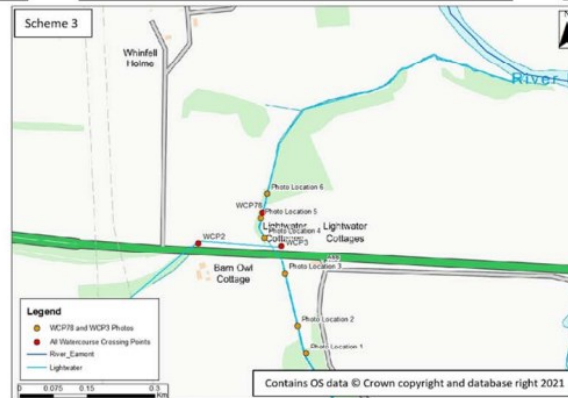 Scheme 3
Whinfell
Holme
River
Photo Location 6
WCP78
Photo Location 5
Lightwater
Cottages
Photo Location 4
Lightwater
Cottages
WCP2
WCP3
Barn Owl
Cottage
Photo Location 3
Photo Location 2
Photo Location 1
Legend
WCP78 and WCP3 Photos
All Watercourse Crossing Points
River_Eamont
Lightwater
0 0.075 0.15 0.3
Km
Contains OS data © Crown copyright and database right 2021